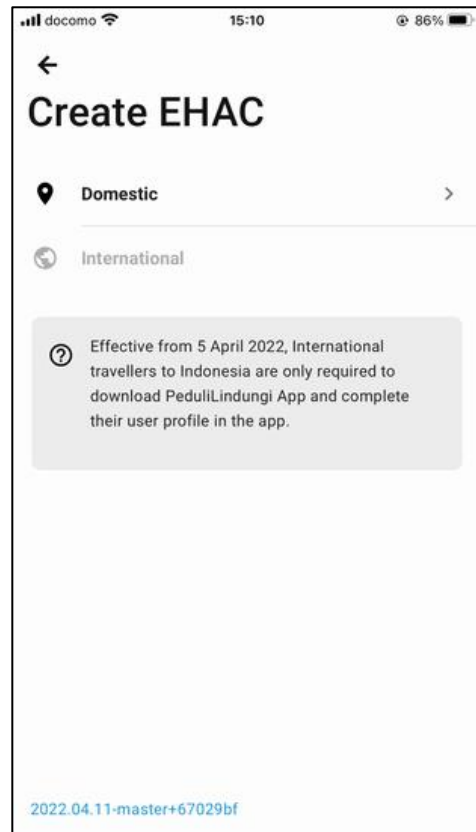 docomo 15:10 86%
Create EHAC
Domestic
International
Effective from 5 April 2022, International
travellers to Indonesia are only required to
download PeduliLindungi App and complete
their user profile in the app.
2022.04.11-master+67029bf